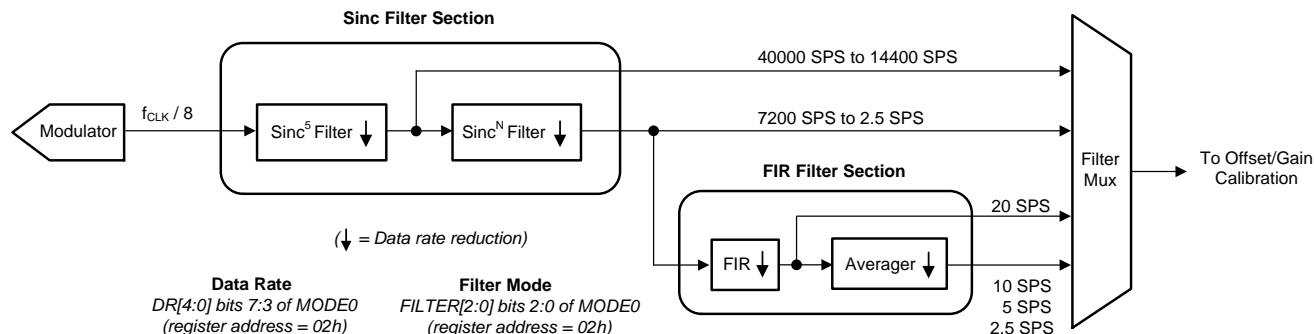 Sinc Filter Section
40000 SPS to 14400 SPS
Modulator
fCLK / 8
Sinc5 Filter
SincN Filter
7200 SPS to 2.5 SPS
Filter
Mux
To Offset/Gain
Calibration
FIR Filter Section
20 SPS
(↓ = Data rate reduction)
FIR
Averager
10 SPS
5 SPS
2.5 SPS
Data Rate
DR[4:0] bits 7:3 of MODE0
(register address = 02h)
Filter Mode
FILTER[2:0] bits 2:0 of MODE0
(register address = 02h)